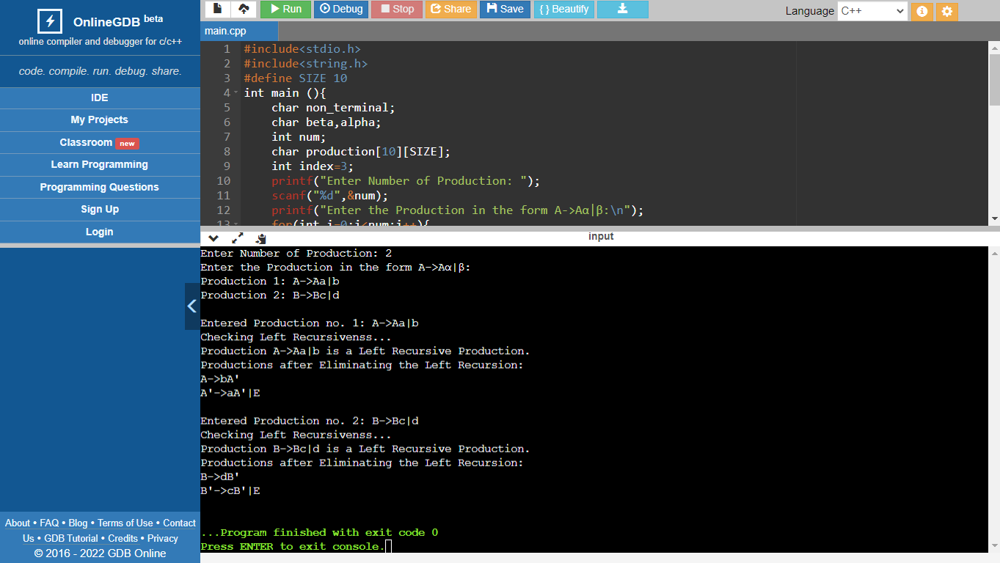 OnlineGDB beta
online compiler and debugger for c/c++
code. compile. run. debug. share.
IDE
My Projects
Classroom new
Learn Programming
Programming Questions
Sign Up
Login
About • FAQ • Blog • Terms of Use • Contact
Us • GDB Tutorial • Credits • Privacy
© 2016 - 2022 GDB Online
Run Debug Stop Share Save { } Beautify Language C++
main.cpp
1 #include<stdio.h>
2 #include<string.h>
3 #define SIZE 10
4 int main (){
5 char non_terminal;
6 char beta,alpha;
7 int num;
8 char production[10][SIZE];
9 int index=3;
10 printf("Enter Number of Production: ");
11 scanf("%d",&num);
12 printf("Enter the Production in the form A->Aα|β:\n");
13 for(int i=0;i<num;i++){
input
Enter Number of Production: 2
Enter the Production in the form A->Aα|β:
Production 1: A->Aa|b
Production 2: B->Bc|d
Entered Production no. 1: A->Aa|b
Checking Left Recursivenss...
Production A->Aa|b is a Left Recursive Production.
Productions after Eliminating the Left Recursion:
A->bA'
A'->aA'|E
Entered Production no. 2: B->Bc|d
Checking Left Recursivenss...
Production B->Bc|d is a Left Recursive Production.
Productions after Eliminating the Left Recursion:
B->dB'
B'->cB'|E
...Program finished with exit code 0
Press ENTER to exit console.